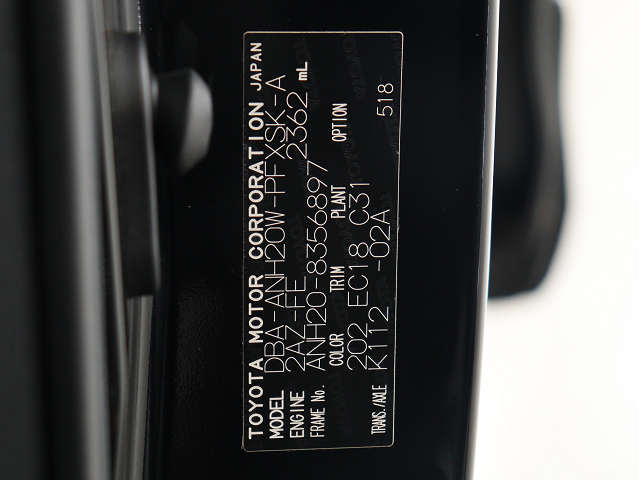 TOYOTA MOTOR CORPORATION JAPAN
MODEL DBA-ANH20W-PFXSK-A
ENGINE 2AZ-FE 2362 mL
FRAME No. ANH20-8356897
COLOR TRIM PLANT OPTION
202 EC18 C31
TRANS./AXLE K112 -02A 518